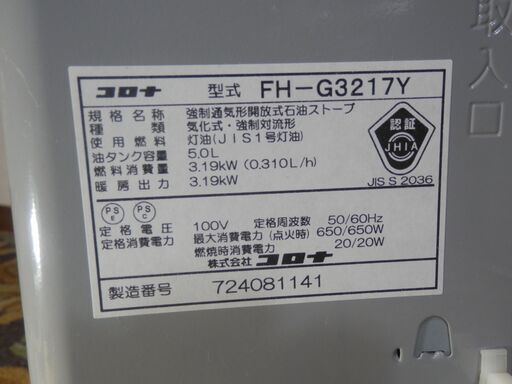 コロナ 型式 FH-G3217Y
規格名称 強制通気形開放式石油ストーブ
種類 気化式・強制対流形
使用燃料 灯油(JIS1号灯油)
油タンク容量 5.0L
燃料消費量 3.19kW (0.310L/h)
暖房出力 3.19kW
認証
JHIA
JIS S 2036
PS E PS C
定格電圧 100V 定格周波数 50/60Hz
定格消費電力 最大消費電力(点火時)650/650W
燃焼時消費電力 20/20W
株式会社コロナ
製造番号 724081141
取入口